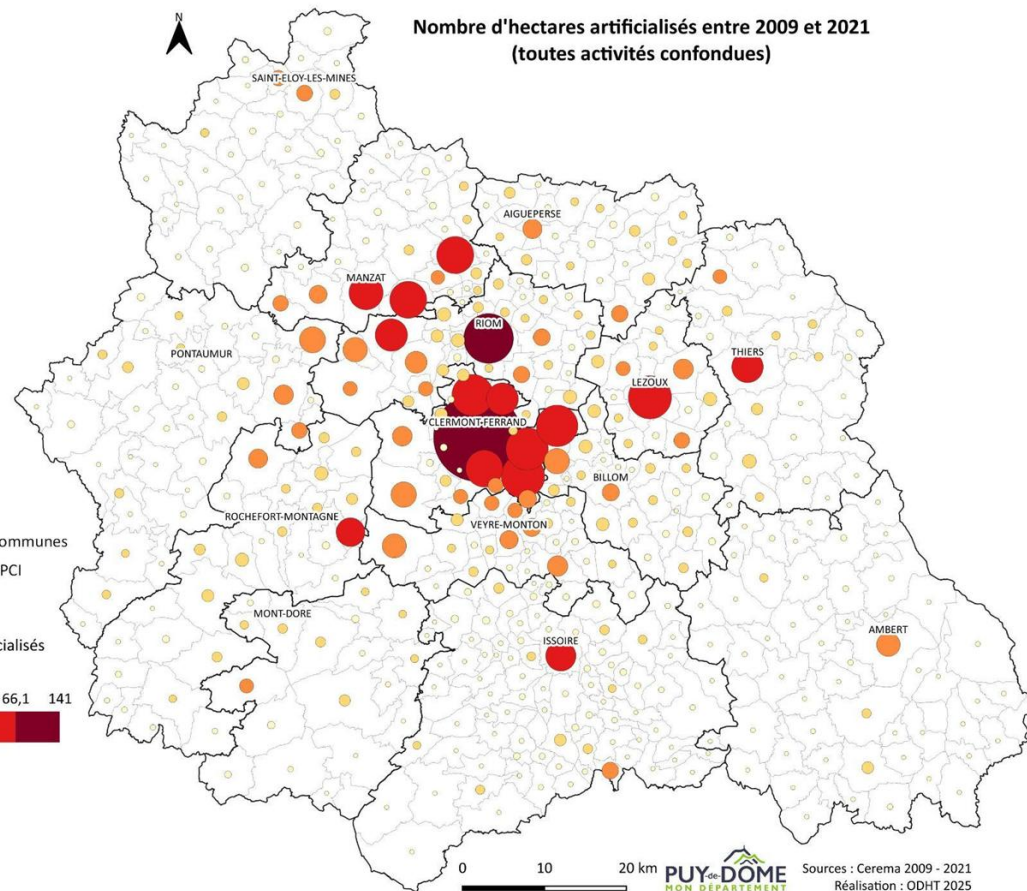 Nombre d'hectares artificialisés entre 2009 et 2021
(toutes activités confondues)
N
SAINT-ELOY-LES-MINES
AIGUEPERSE
MANZAT
RIOM
PONTAUMUR
THIERS
LEZOUX
CLERMONT-FERRAND
BILLOM
ROCHEFORT-MONTAGNE
VEYRE-MONTON
ommunes
PCI
MONT-DORE
ISSOIRE
AMBERT
cialisés
66,1 141
0 10 20 km
PUY-de-DÔME
MON DÉPARTEMENT
Sources : Cerema 2009 - 2021
Réalisation : ODHT 2025